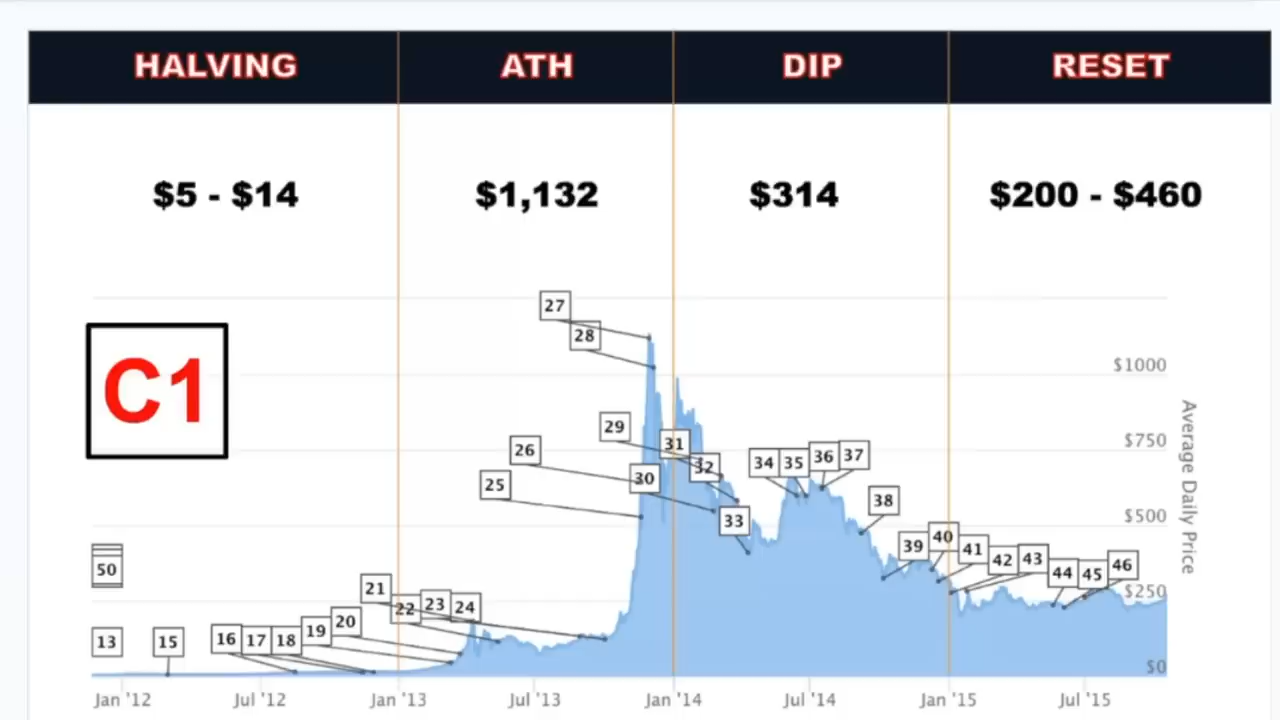 HALVING ATH DIP RESET
$5 - $14 $1,132 $314 $200 - $460
27
28
C1
$1000
Average Daily Price
29
31
26
$750
32
34 35 36 37
30
25
38
33
$500
39 40 41 42 43 44 45 46
50
$250
21
22 23 24
20
19
13 15 16 17 18
$0
Jan '12 Jul '12 Jan '13 Jul '13 Jan '14 Jul '14 Jan '15 Jul '15